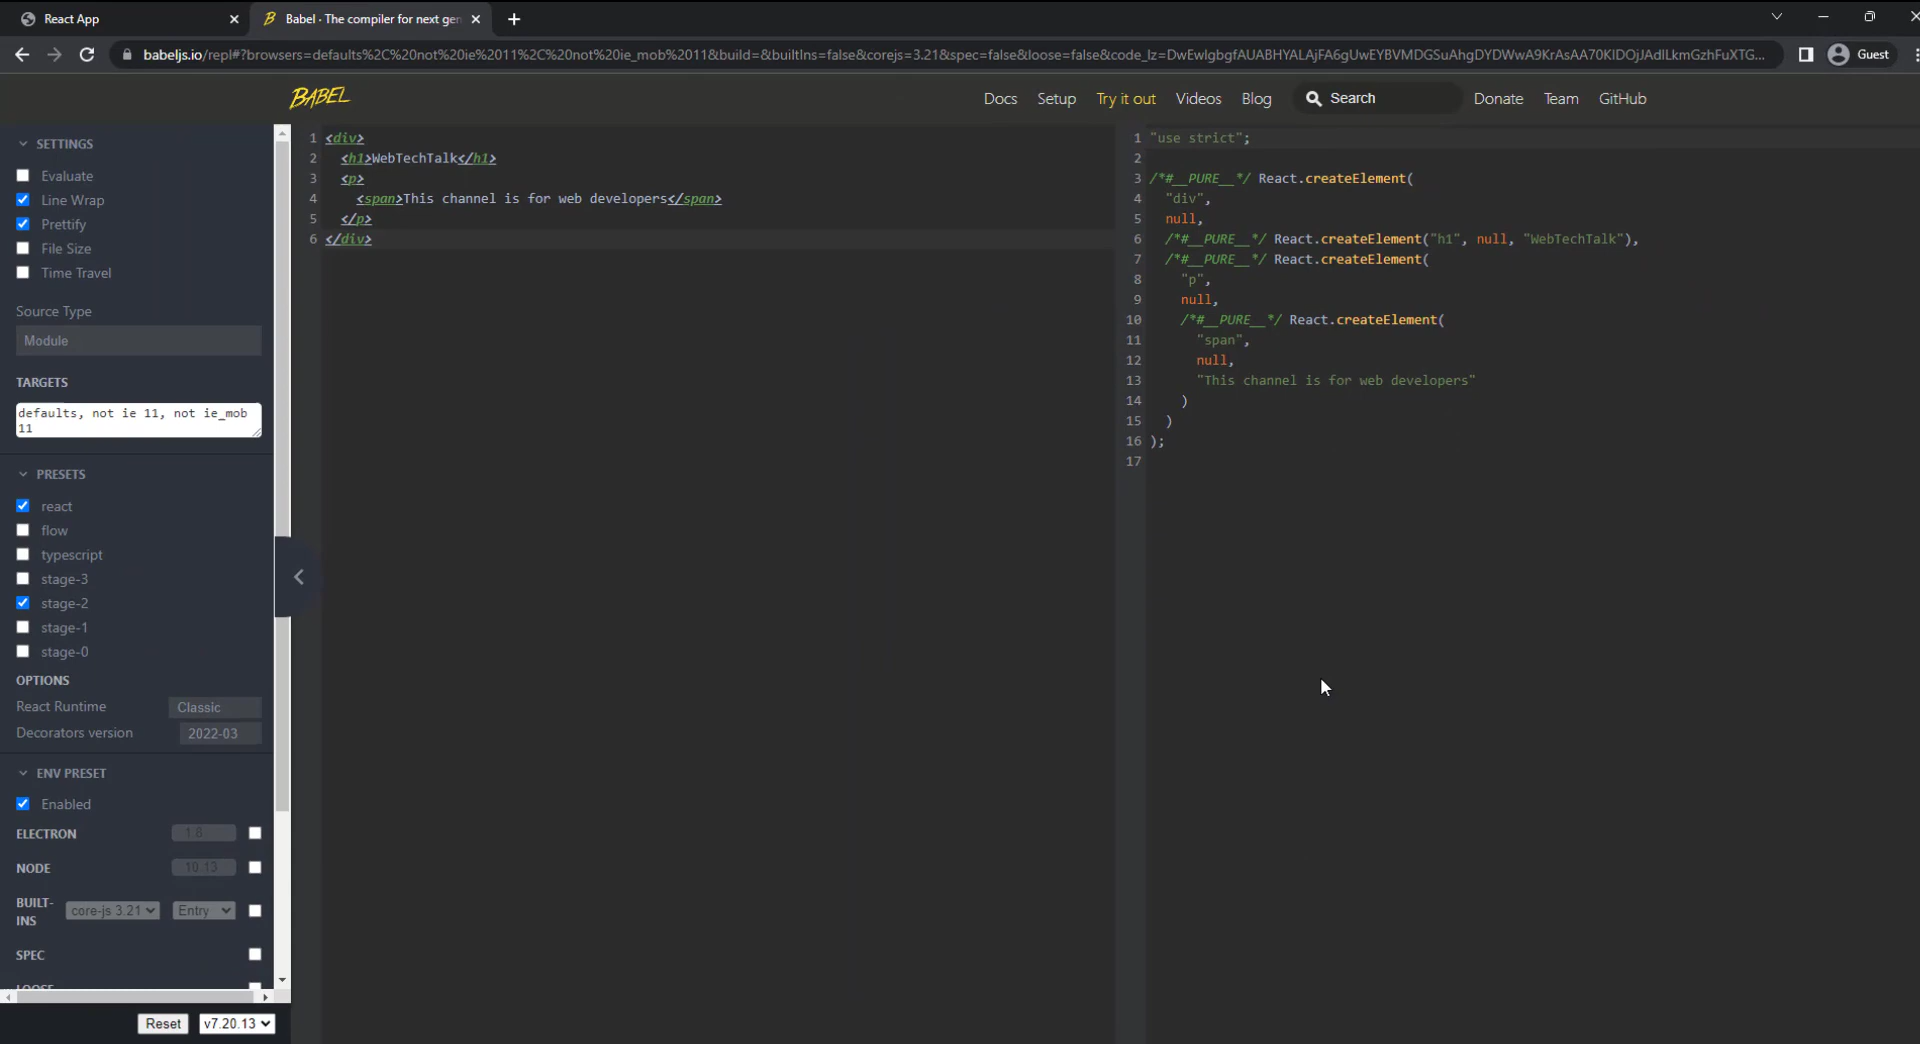 React App
Babel · The compiler for next gen
babeljs.io/repl#?browsers=defaults%2C%20not%20ie%2011%2C%20not%20ie_mob%2011&build=&builtIns=false&corejs=3.21&spec=false&loose=false&code_lz=DwEwlgbgfAUABHYALAjFA6gUwEYBVMDGSuAhgDYDWwA9KrAsAA70KIDOjJAdILkmGzhFuXTG...
Guest
BABEL
Docs
Setup
Try it out
Videos
Blog
Search
Donate
Team
GitHub
SETTINGS
Evaluate
Line Wrap
Prettify
File Size
Time Travel
Source Type
Module
TARGETS
defaults, not ie 11, not ie_mob
11
PRESETS
react
flow
typescript
stage-3
stage-2
stage-1
stage-0
OPTIONS
React Runtime Classic
Decorators version 2022-03
ENV PRESET
Enabled
ELECTRON 1.8
NODE 10.13
BUILT-
INS core-js 3.21 Entry
SPEC
LOOSE
Reset v7.20.13
1 <div>
2 <h1>WebTechTalk</h1>
3 <p>
4 <span>This channel is for web developers</span>
5 </p>
6 </div>
1 "use strict";
2
3 /*#__PURE__*/ React.createElement(
4 "div",
5 null,
6 /*#__PURE__*/ React.createElement("h1", null, "WebTechTalk"),
7 /*#__PURE__*/ React.createElement(
8 "p",
9 null,
10 /*#__PURE__*/ React.createElement(
11 "span",
12 null,
13 "This channel is for web developers"
14 )
15 )
16 );
17